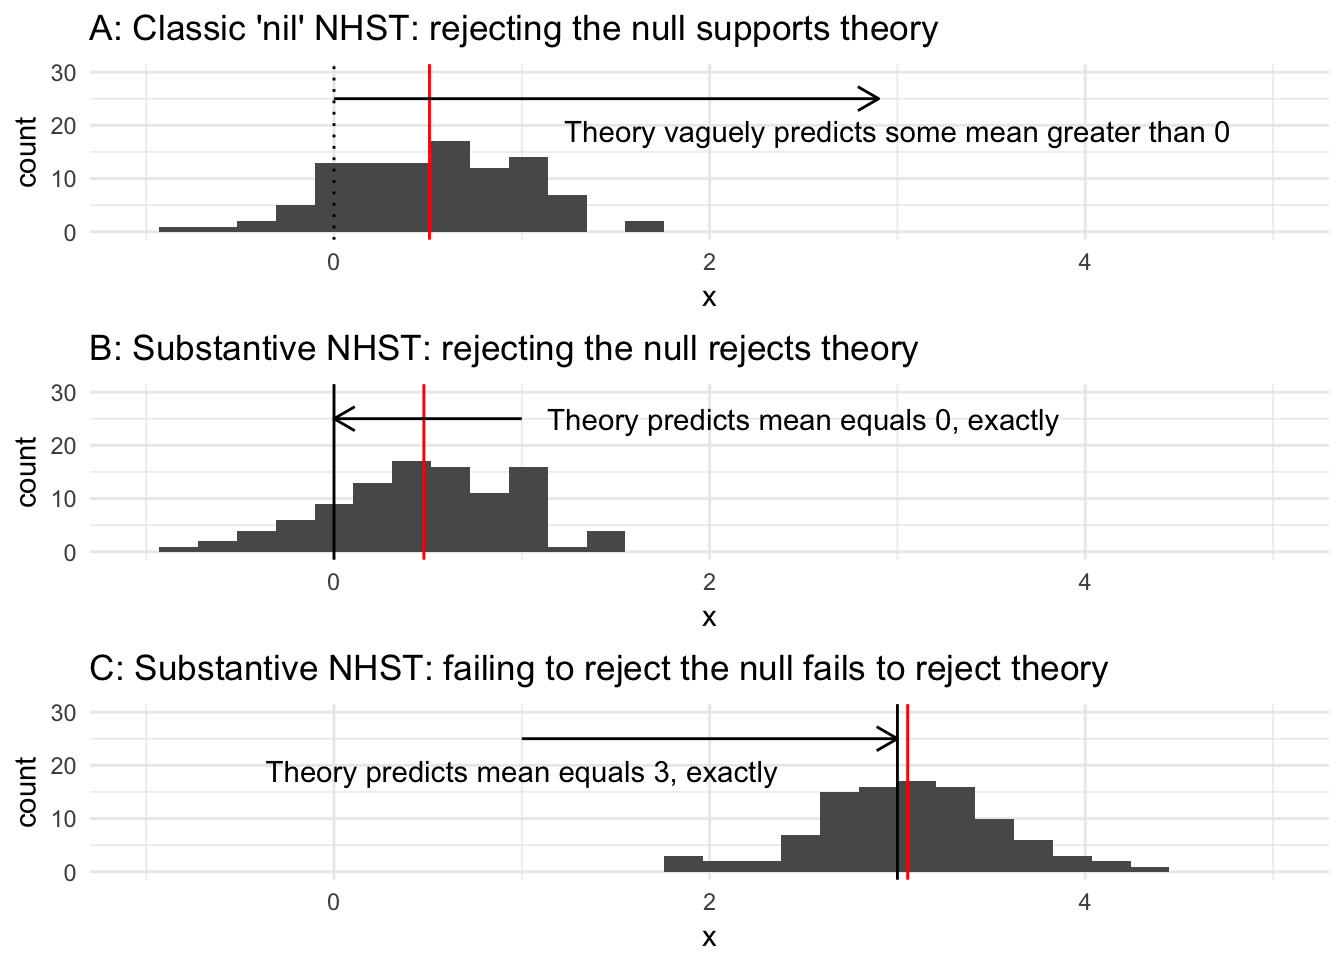 A: Classic 'nil' NHST: rejecting the null supports theory
30
20
10
0
count
Theory vaguely predicts some mean greater than 0
0 2 4
x
B: Substantive NHST: rejecting the null rejects theory
30
20
10
0
count
Theory predicts mean equals 0, exactly
0 2 4
x
C: Substantive NHST: failing to reject the null fails to reject theory
30
20
10
0
count
Theory predicts mean equals 3, exactly
0 2 4
x